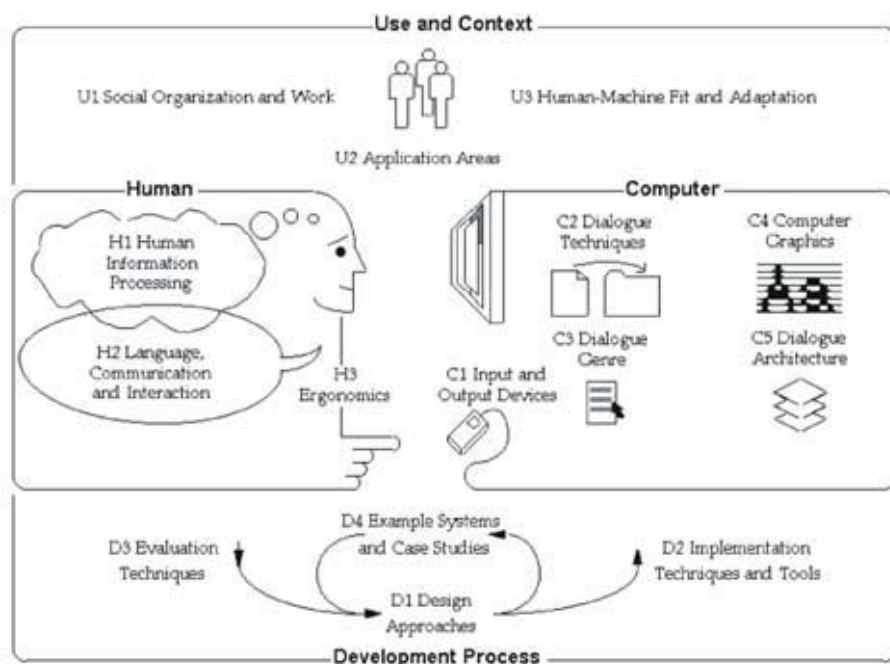 Use and Context
U1 Social Organization and Work
U3 Human-Machine Fit and Adaptation
U2 Application Areas
Human
H1 Human
Information
Processing
H2 Language,
Communication
and Interaction
H3
Ergonomics
Computer
C1 Input and
Output Devices
C2 Dialogue
Techniques
C3 Dialogue
Genre
C4 Computer
Graphics
C5 Dialogue
Architecture
D3 Evaluation
Techniques
D4 Example Systems
and Case Studies
D1 Design
Approaches
D2 Implementation
Techniques and Tools
Development Process